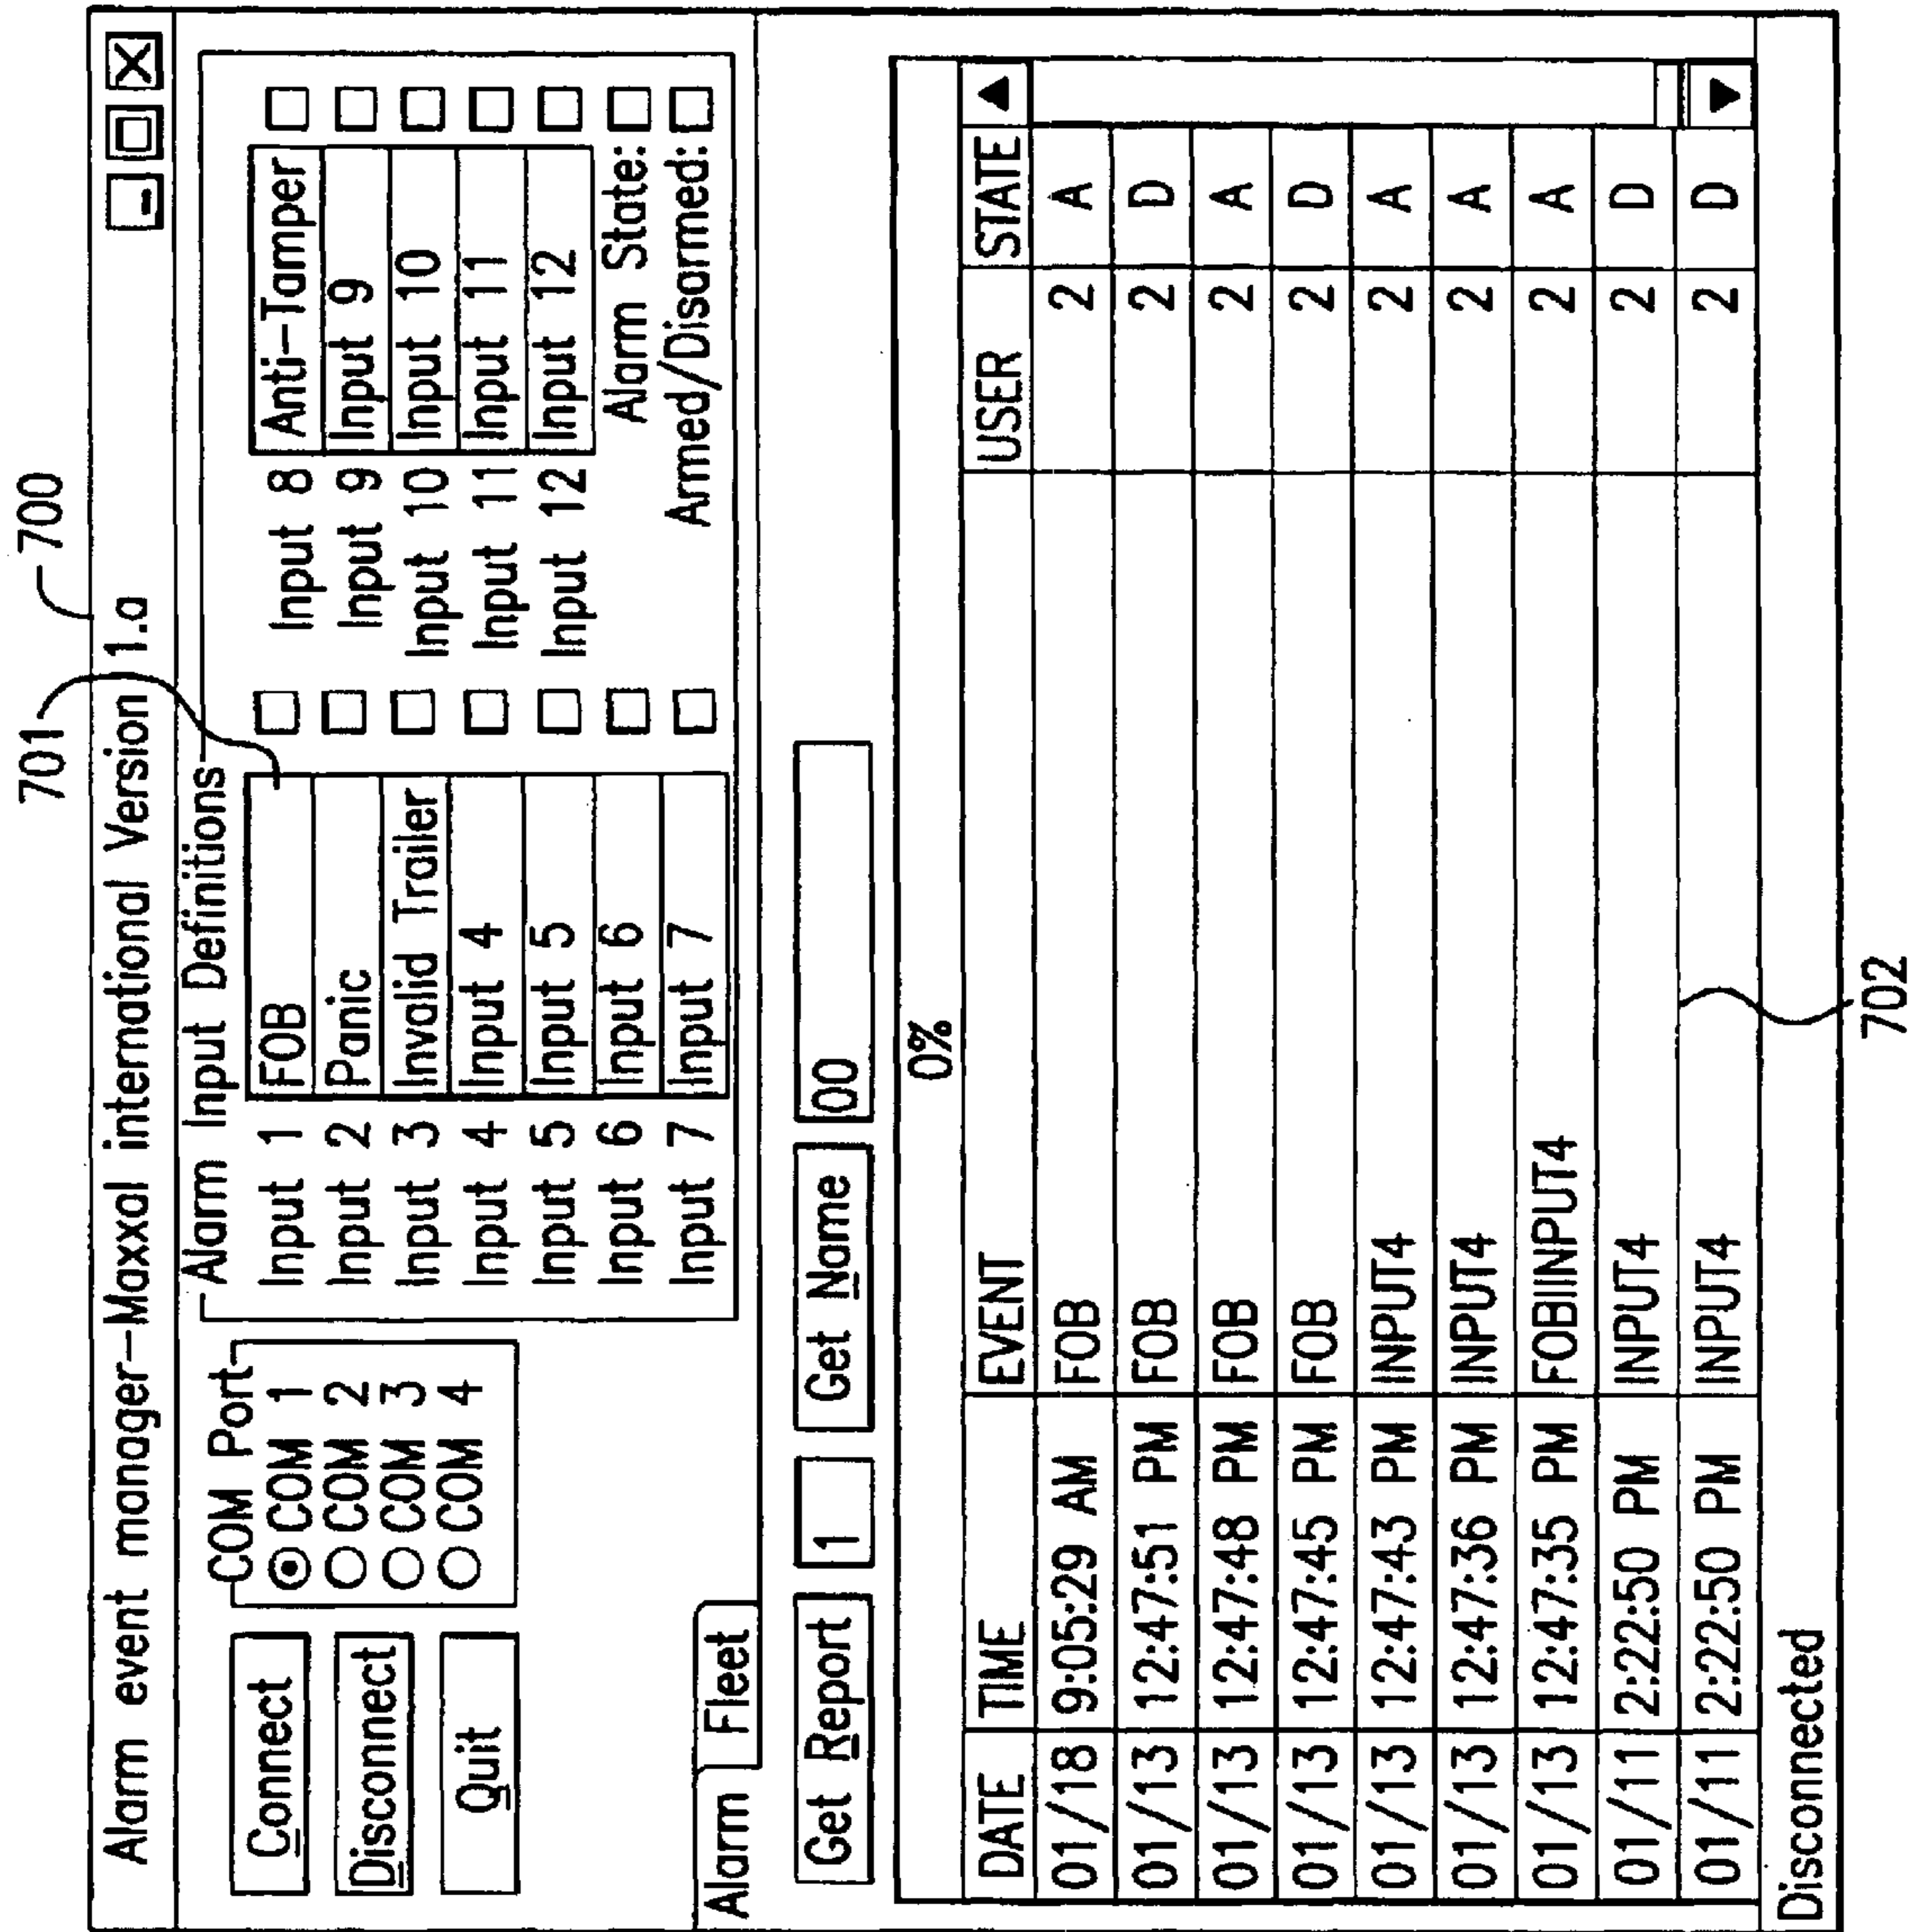 701
700
Alarm event manager-Maxxal international Version 1.a
Connect
Disconnect
Quit
COM Port
COM 1
COM 2
COM 3
COM 4
Alarm Input Definitions
Input 1 FOB
Input 2 Panic
Input 3 Invalid Trailer
Input 4 Input 4
Input 5 Input 5
Input 6 Input 6
Input 7 Input 7
Input 8 Anti-Tamper
Input 9 Input 9
Input 10 Input 10
Input 11 Input 11
Input 12 Input 12
Alarm State:
Armed/Disarmed:
Alarm Fleet
Get Report 1 Get Name 00
0%
DATE TIME EVENT USER STATE
01/18 9:05:29 AM FOB 2 A
01/13 12:47:51 PM FOB 2 D
01/13 12:47:48 PM FOB 2 A
01/13 12:47:45 PM FOB 2 D
01/13 12:47:43 PM INPUT4 2 A
01/13 12:47:36 PM INPUT4 2 A
01/13 12:47:35 PM FOBIINPUT4 2 A
01/11 2:22:50 PM INPUT4 2 D
01/11 2:22:50 PM INPUT4 2 D
Disconnected
702